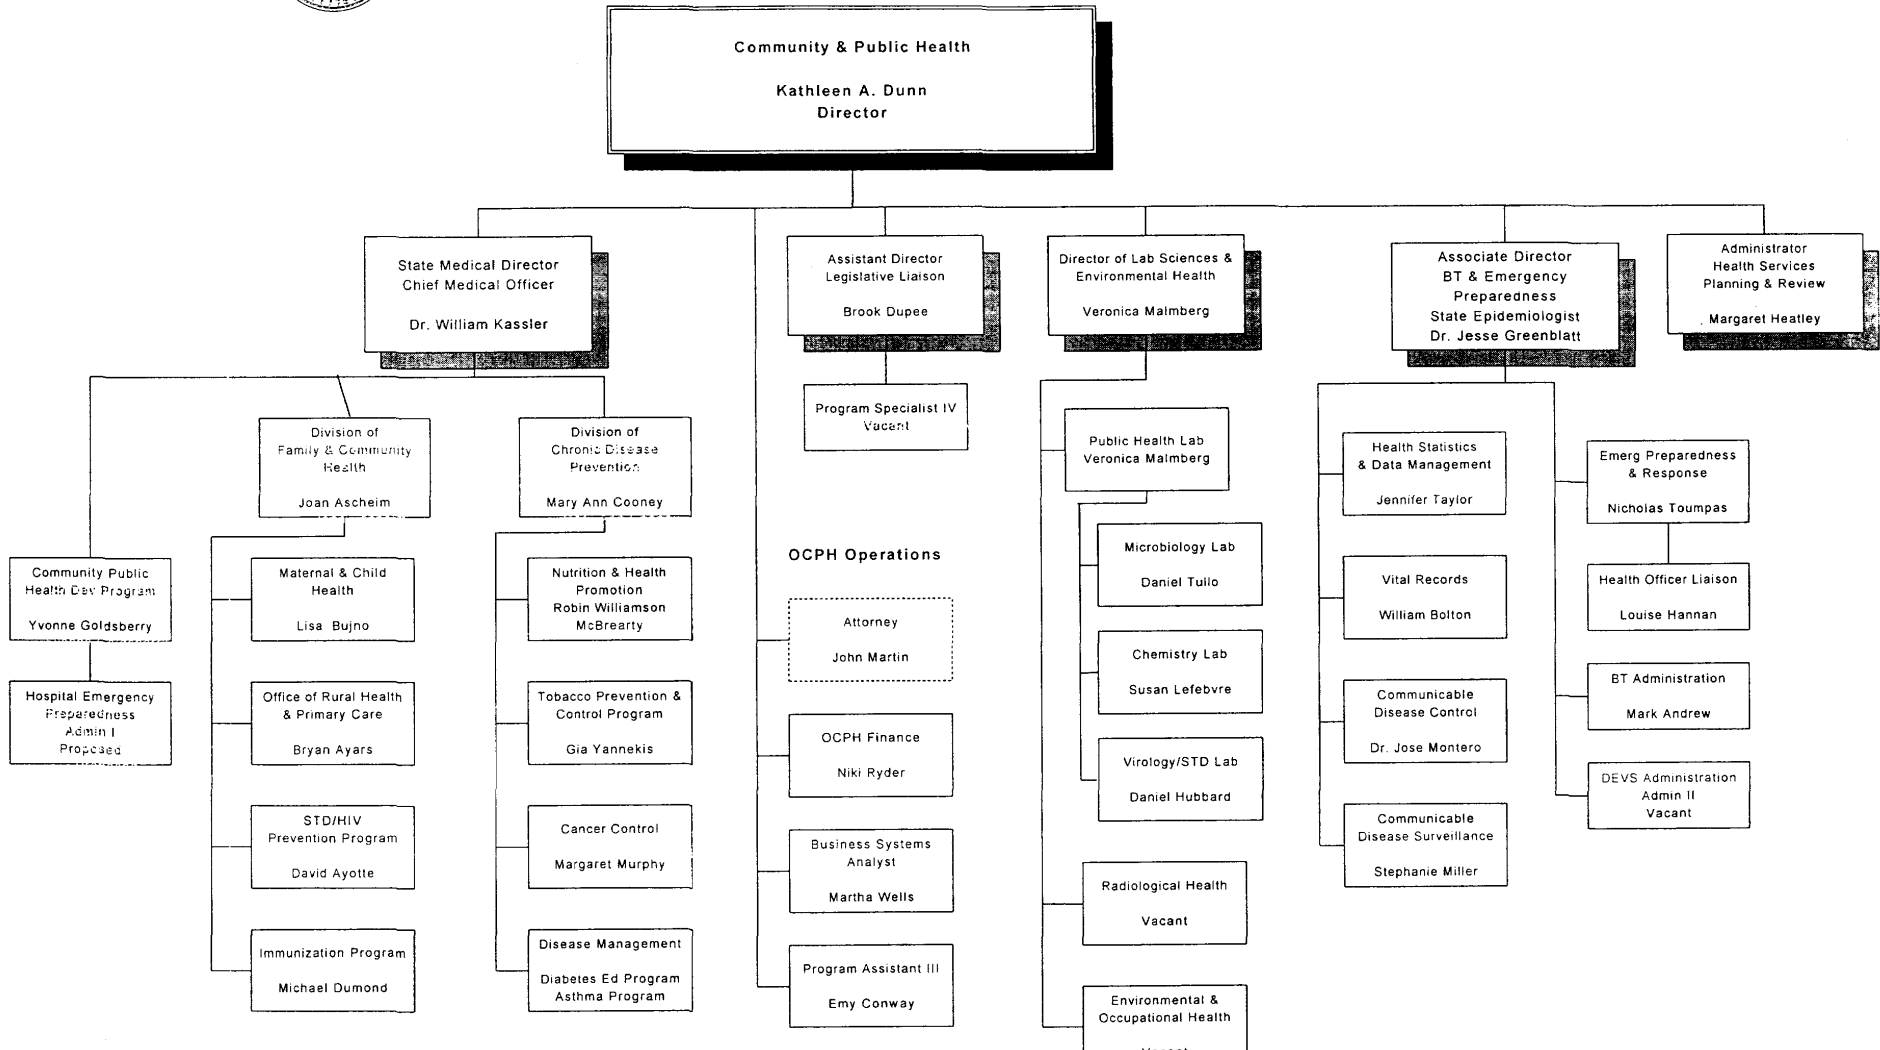 Community & Public Health
Kathleen A. Dunn
Director
State Medical Director
Chief Medical Officer
Dr. William Kassler
Assistant Director
Legislative Liaison
Brook Dupee
Director of Lab Sciences &
Environmental Health
Veronica Malmberg
Associate Director
BT & Emergency
Preparedness
State Epidemiologist
Dr. Jesse Greenblatt
Administrator
Health Services
Planning & Review
Margaret Heatley
Community Public
Health Dev Program
Yvonne Goldsberry
Hospital Emergency
Preparedness
Admin I
Proposed
Division of
Family & Community
Health
Joan Ascheim
Maternal & Child
Health
Lisa Bujno
Office of Rural Health
& Primary Care
Bryan Ayars
STD/HIV
Prevention Program
David Ayotte
Immunization Program
Michael Dumond
Division of
Chronic Disease
Prevention
Mary Ann Cooney
Nutrition & Health
Promotion
Robin Williamson
McBrearty
Tobacco Prevention &
Control Program
Gia Yannekis
Cancer Control
Margaret Murphy
Disease Management
Diabetes Ed Program
Asthma Program
Program Specialist IV
Vacant
OCPH Operations
Attorney
John Martin
OCPH Finance
Niki Ryder
Business Systems
Analyst
Martha Wells
Program Assistant III
Emy Conway
Public Health Lab
Veronica Malmberg
Microbiology Lab
Daniel Tullo
Chemistry Lab
Susan Lefebvre
Virology/STD Lab
Daniel Hubbard
Radiological Health
Vacant
Environmental &
Occupational Health
Vacant
Health Statistics
& Data Management
Jennifer Taylor
Vital Records
William Bolton
Communicable
Disease Control
Dr. Jose Montero
Communicable
Disease Surveillance
Stephanie Miller
Emerg Preparedness
& Response
Nicholas Toumpas
Health Officer Liaison
Louise Hannan
BT Administration
Mark Andrew
DEVS Administration
Admin II
Vacant